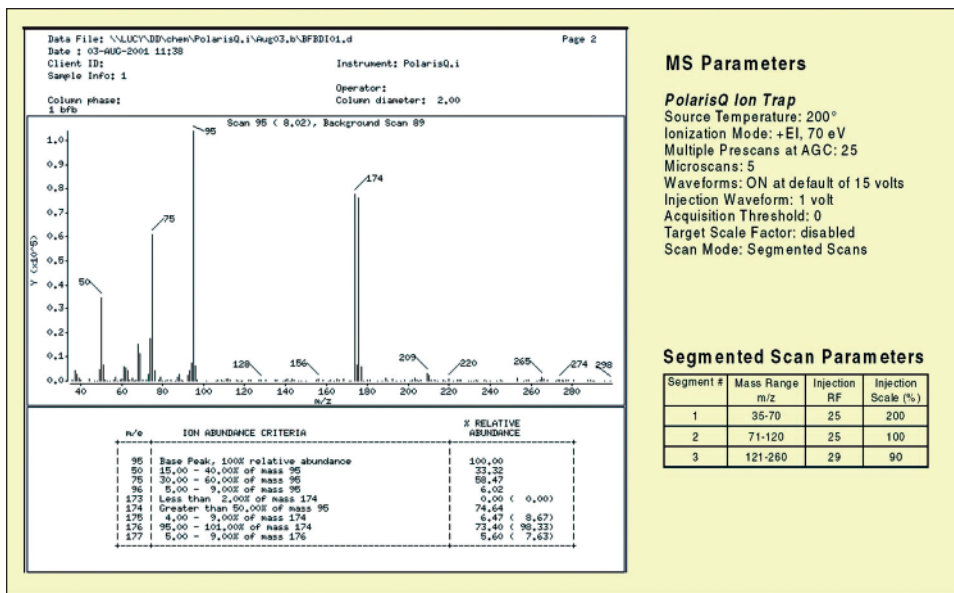 Data File: \\LUCY\DD\chem\PolarisQ.i\Aug03.b\BFBDI01.d Page 2
Date : 03-AUG-2001 11:38
Client ID: Instrument: PolarisQ.i
Sample Info: 1
Operator:
Column phase: Column diameter: 2.00
1 bfb
Scan 95 ( 8.02), Background Scan 89
Y (x10^5)
1.0
0.9
0.8
0.7
0.6
0.5
0.4
0.3
0.2
0.1
0.0
95
174
75
50
128
156
209
220
265
274
298
40 60 80 100 120 140 160 180 200 220 240 260 280
m/z
m/e ION ABUNDANCE CRITERIA % RELATIVE ABUNDANCE
95 Base Peak, 100% relative abundance 100.00
50 15.00 - 40.00% of mass 95 33.32
75 30.00 - 60.00% of mass 95 58.47
96 5.00 - 9.00% of mass 95 6.02
173 Less than 2.00% of mass 174 0.00 ( 0.00)
174 Greater than 50.00% of mass 95 74.64
175 4.00 - 9.00% of mass 174 6.47 ( 8.67)
176 95.00 - 101.00% of mass 174 73.40 ( 98.33)
177 5.00 - 9.00% of mass 176 5.60 ( 7.63)
MS Parameters
PolarisQ Ion Trap
Source Temperature: 200°
Ionization Mode: +EI, 70 eV
Multiple Prescans at AGC: 25
Microscans: 5
Waveforms: ON at default of 15 volts
Injection Waveform: 1 volt
Acquisition Threshold: 0
Target Scale Factor: disabled
Scan Mode: Segmented Scans
Segmented Scan Parameters
Segment # Mass Range m/z Injection RF Injection Scale (%)
1 35-70 25 200
2 71-120 25 100
3 121-260 29 90